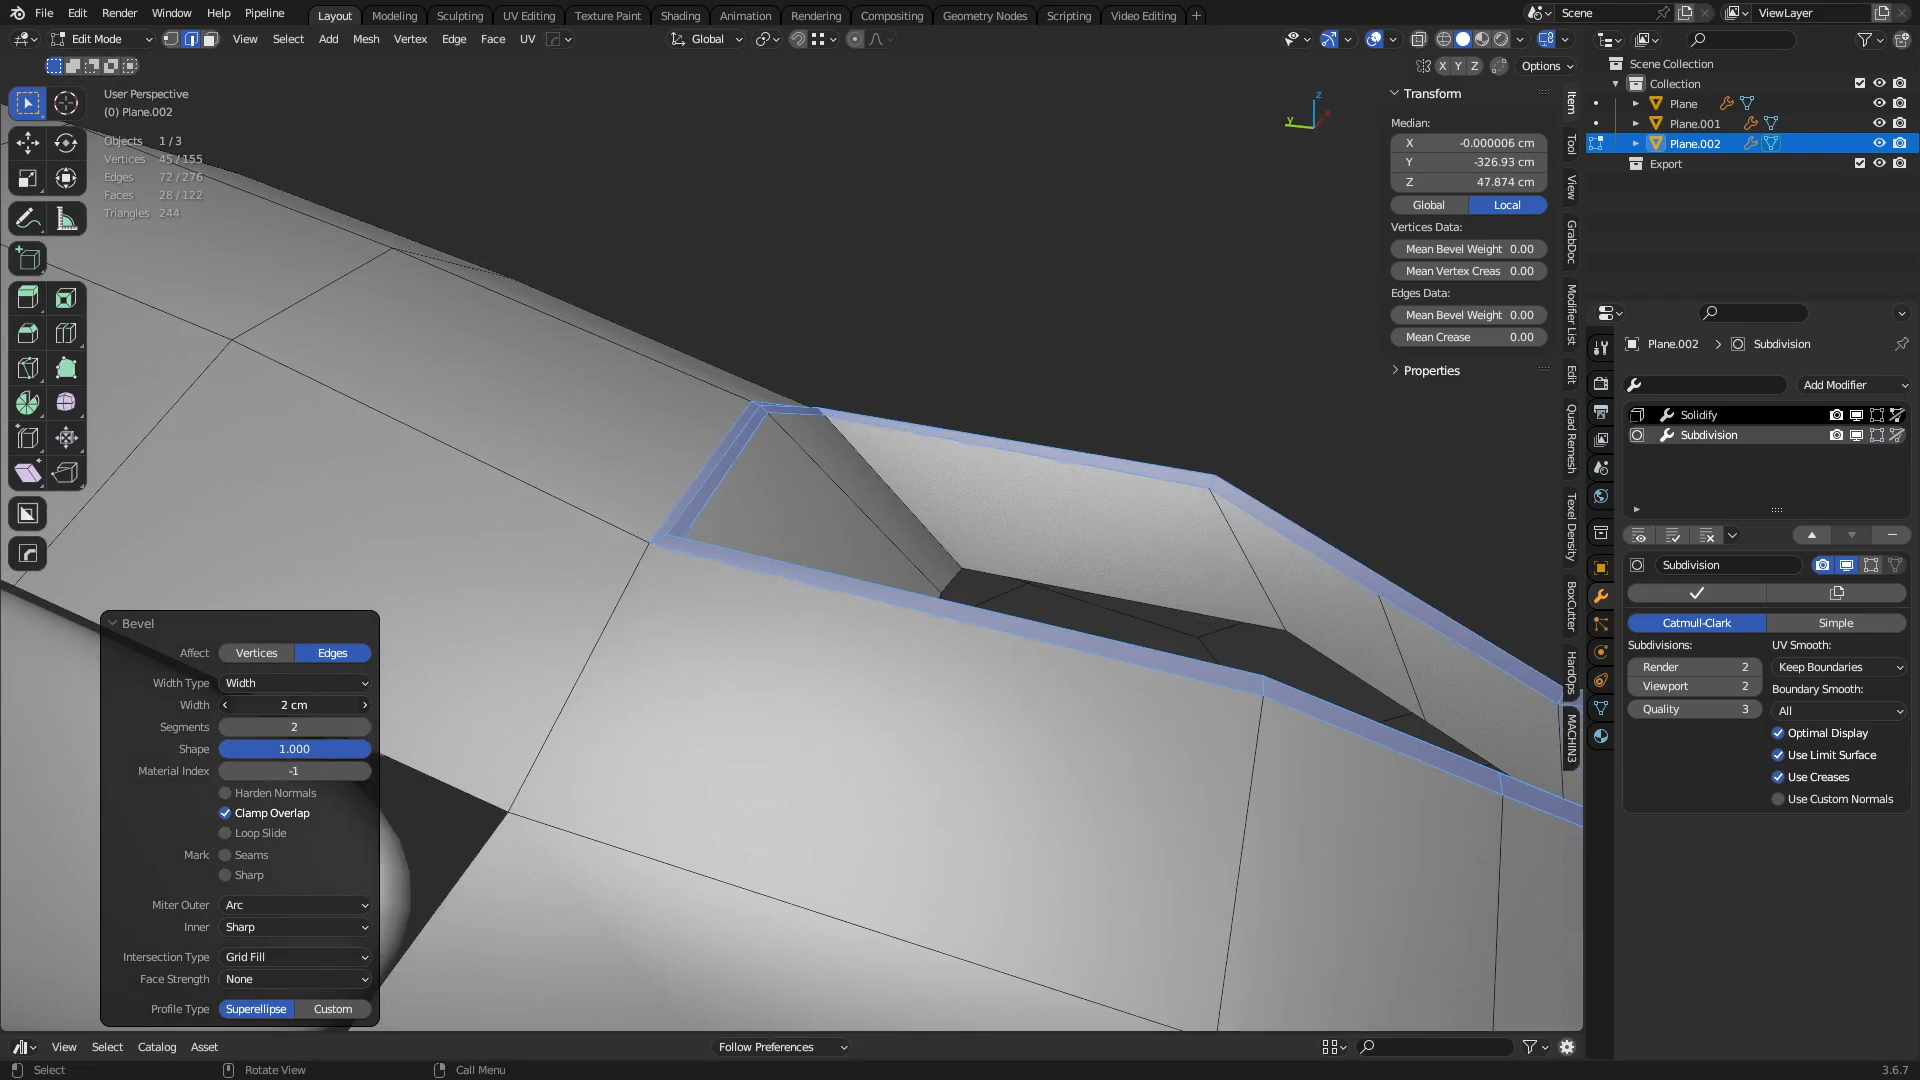 File Edit Render Window Help Pipeline Layout Modeling Sculpting UV Editing Texture Paint Shading Animation Rendering Compositing Geometry Nodes Scripting Video Editing + Scene ViewLayer
Edit Mode View Select Add Mesh Vertex Edge Face UV Global
X Y Z Options
User Perspective
(0) Plane.002
Objects 1/3
Vertices 45/155
Edges 72/276
Faces 28/122
Triangles 244
z
y
x
Transform
Median:
X -0.000006 cm
Y -326.93 cm
Z 47.874 cm
Global Local
Vertices Data:
Mean Bevel Weight 0.00
Mean Vertex Creas 0.00
Edges Data:
Mean Bevel Weight 0.00
Mean Crease 0.00
Properties
Item
Tool
View
GrabDoc
Modifier List
Edit
Quad Remesh
Texel Density
BoxCutter
HardOps
MACHIN3
Scene Collection
Collection
Plane
Plane.001
Plane.002
Export
Plane.002 > Subdivision
Add Modifier
Solidify
Subdivision
Subdivision
Catmull-Clark Simple
Subdivisions:
Render 2
Viewport 2
Quality 3
UV Smooth:
Keep Boundaries
Boundary Smooth:
All
Optimal Display
Use Limit Surface
Use Creases
Use Custom Normals
Bevel
Affect Vertices Edges
Width Type Width
Width 2 cm
Segments 2
Shape 1.000
Material Index -1
Harden Normals
Clamp Overlap
Loop Slide
Mark Seams
Sharp
Miter Outer Arc
Inner Sharp
Intersection Type Grid Fill
Face Strength None
Profile Type Superellipse Custom
View Select Catalog Asset Follow Preferences
Select Rotate View Call Menu 3.6.7